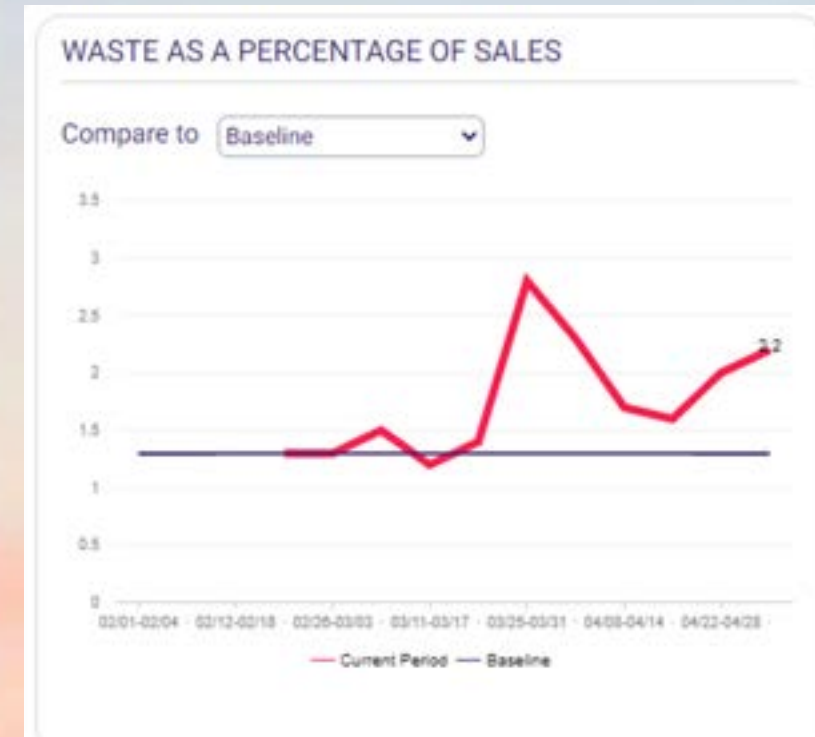 WASTE AS A PERCENTAGE OF SALES
Compare to Baseline
3.5
3
2.5
2.2
2
1.5
1
0.5
0
02/01-02/04 02/12-02/18 02/26-03/03 03/11-03/17 03/25-03/31 04/08-04/14 04/22-04/28
Current Period Baseline